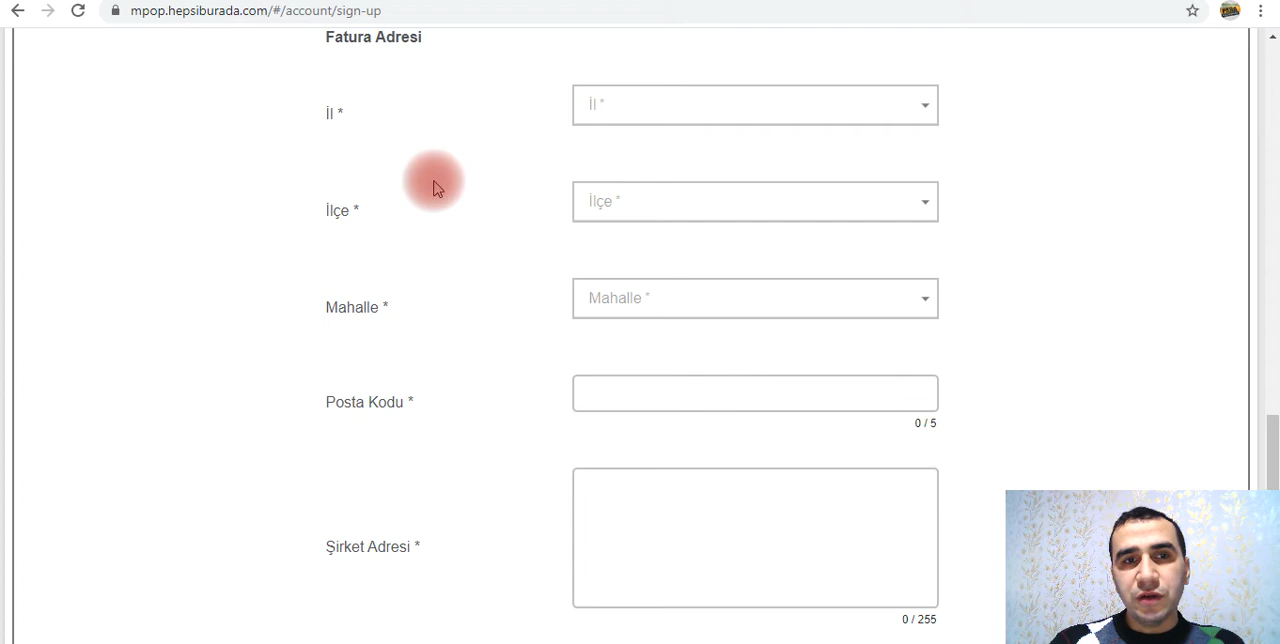 mpop.hepsiburada.com/#/account/sign-up
Fatura Adresi
İl *
İl *
İlçe *
İlçe *
Mahalle *
Mahalle *
Posta Kodu *
0 / 5
Şirket Adresi *
0 / 255